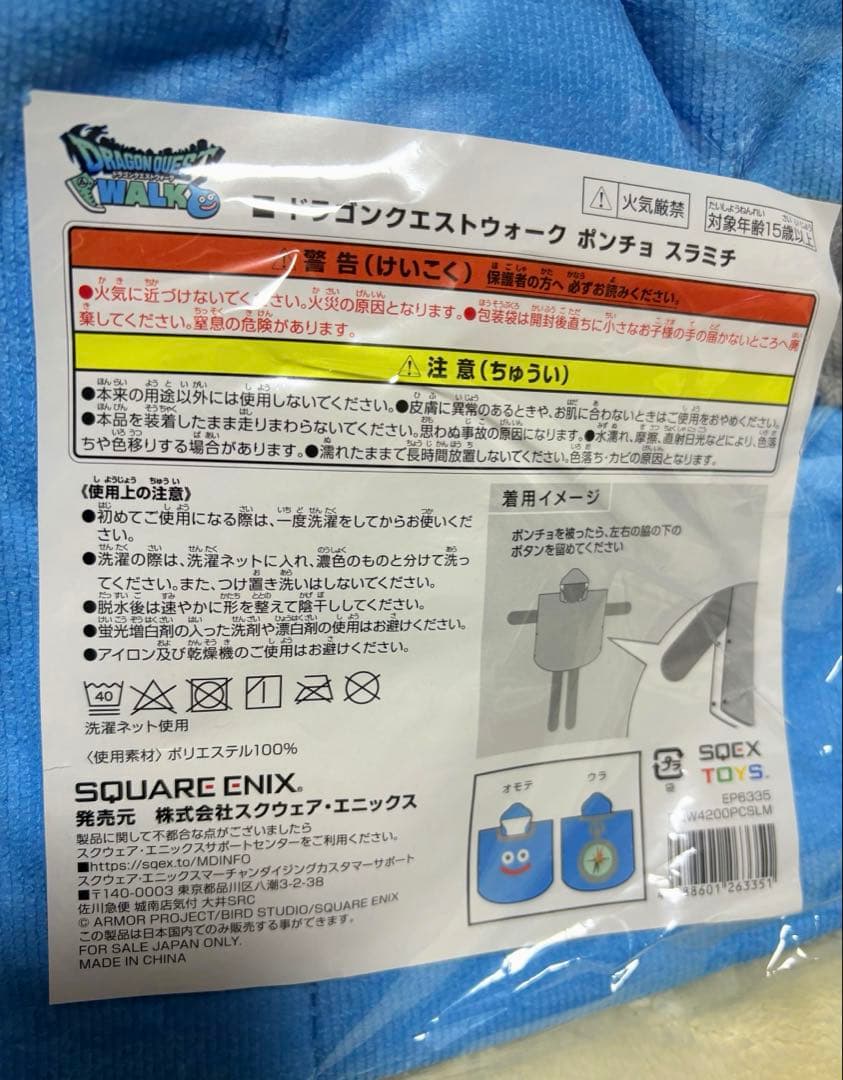 DRAGON QUEST
ドラゴンクエストウォーク
WALK
火気厳禁
対象年齢15歳以上
ドラゴンクエストウォーク ポンチョ スラミチ
警告(けいこく) 保護者の方へ 必ずお読みください。
●火気に近づけないでください。火災の原因となります。●包装袋は開封後直ちに小さなお子様の手の届かないところへ廃
棄してください。窒息の危険があります。
注意(ちゅうい)
●本来の用途以外には使用しないでください。●皮膚に異常のあるときや、お肌に合わないときはご使用をおやめください。
●本品を装着したまま走りまわらないでください。思わぬ事故の原因になります。●水濡れ、摩擦、直射日光などにより、色落
ちや色移りする場合があります。●濡れたままで長時間放置しないでください。色落ち・カビの原因となります。
《使用上の注意》
●初めてご使用になる際は、一度洗濯をしてからお使いくだ
さい。
●洗濯の際は、洗濯ネットに入れ、濃色のものと分けて洗っ
てください。また、つけ置き洗いはしないでください。
●脱水後は速やかに形を整えて陰干ししてください。
●蛍光増白剤の入った洗剤や漂白剤の使用はお避けください。
●アイロン及び乾燥機のご使用はお避けください。
40
洗濯ネット使用
〈使用素材〉ポリエステル100%
着用イメージ
ポンチョを被ったら、左右の脇の下の
ボタンを留めてください
SQUARE ENIX®
発売元 株式会社スクウェア・エニックス
製品に関して不都合な点がございましたら
スクウェア・エニックスサポートセンターをご利用ください。
■https://sqex.to/MDINFO
スクウェア・エニックスマーチャンダイジングカスタマーサポート
■〒140-0003 東京都品川区八潮3-2-38
佐川急便 城南店気付 大井SRC
© ARMOR PROJECT/BIRD STUDIO/SQUARE ENIX
この製品は日本国内でのみ販売する事ができます。
FOR SALE JAPAN ONLY.
MADE IN CHINA
オモテ
ウラ
プラ
SQEX
TOYS.
EP6335
W4200PCSLM
88601 263351